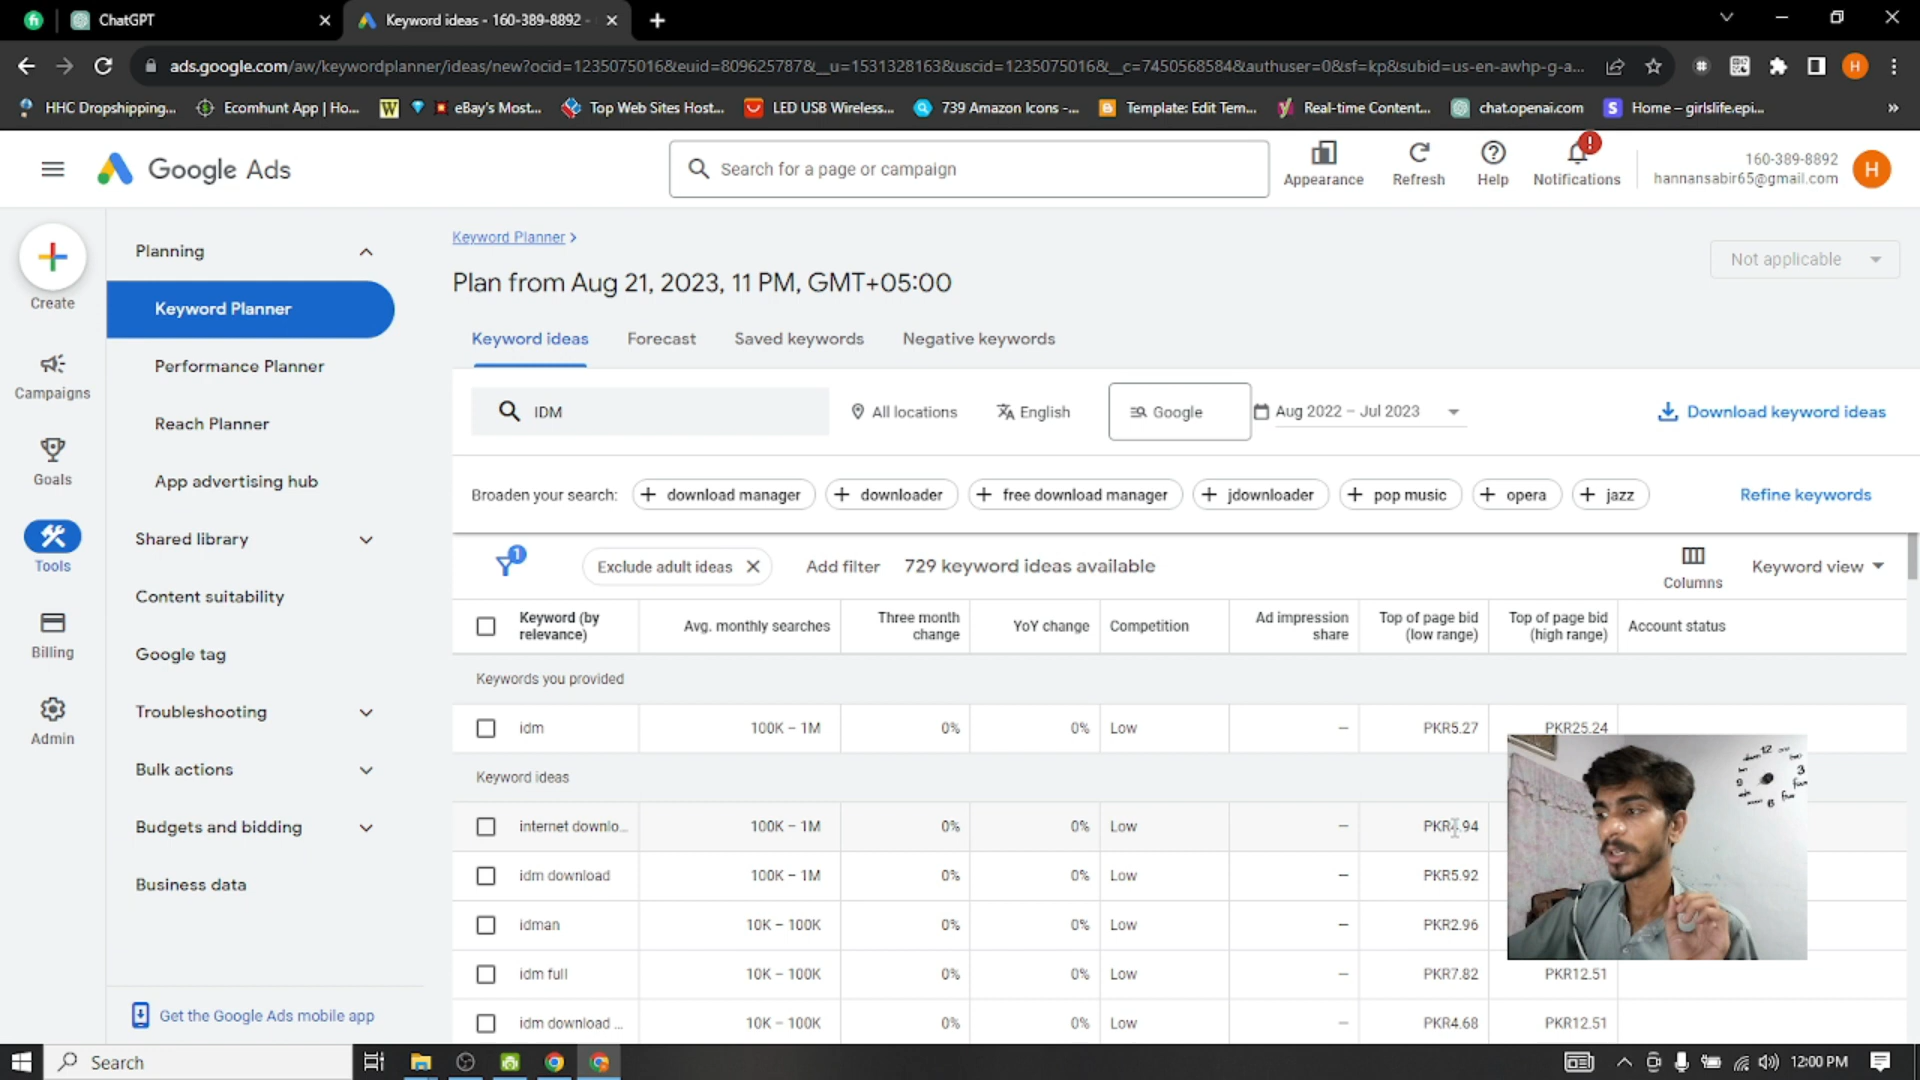 ChatGPT
Keyword ideas - 160-389-8892 -
ads.google.com/aw/keywordplanner/ideas/new?ocid=1235075016&euid=809625787&__u=1531328163&uscid=1235075016&__c=7450568584&authuser=0&sf=kp&subid=us-en-awhp-g-a...
HHC Dropshipping... Ecomhunt App | Ho... eBay's Most... Top Web Sites Host... LED USB Wireless... 739 Amazon Icons -... Template: Edit Tem... Real-time Content... chat.openai.com Home – girlslife.epi... »
Google Ads
Search for a page or campaign
Appearance Refresh Help Notifications
160-389-8892
hannansabir65@gmail.com
H
Create
Campaigns
Goals
Tools
Billing
Admin
Planning
Keyword Planner
Performance Planner
Reach Planner
App advertising hub
Shared library
Content suitability
Google tag
Troubleshooting
Bulk actions
Budgets and bidding
Business data
Get the Google Ads mobile app
Keyword Planner
Plan from Aug 21, 2023, 11 PM, GMT+05:00
Not applicable
Keyword ideas Forecast Saved keywords Negative keywords
IDM All locations English Google Aug 2022 – Jul 2023 Download keyword ideas
Broaden your search: + download manager + downloader + free download manager + jdownloader + pop music + opera + jazz Refine keywords
1 Exclude adult ideas Add filter 729 keyword ideas available Columns Keyword view
Keyword (by relevance) Avg. monthly searches Three month change YoY change Competition Ad impression share Top of page bid (low range) Top of page bid (high range) Account status
Keywords you provided
idm 100K – 1M 0% 0% Low – PKR5.27 PKR25.24
Keyword ideas
internet downlo... 100K – 1M 0% 0% Low –
idm download 100K – 1M 0% 0% Low – PKR5.92
idman 10K – 100K 0% 0% Low – PKR2.96
idm full 10K – 100K 0% 0% Low – PKR7.82 PKR12.51
idm download ... 10K – 100K 0% 0% Low – PKR4.68 PKR12.51
Search
12:00 PM